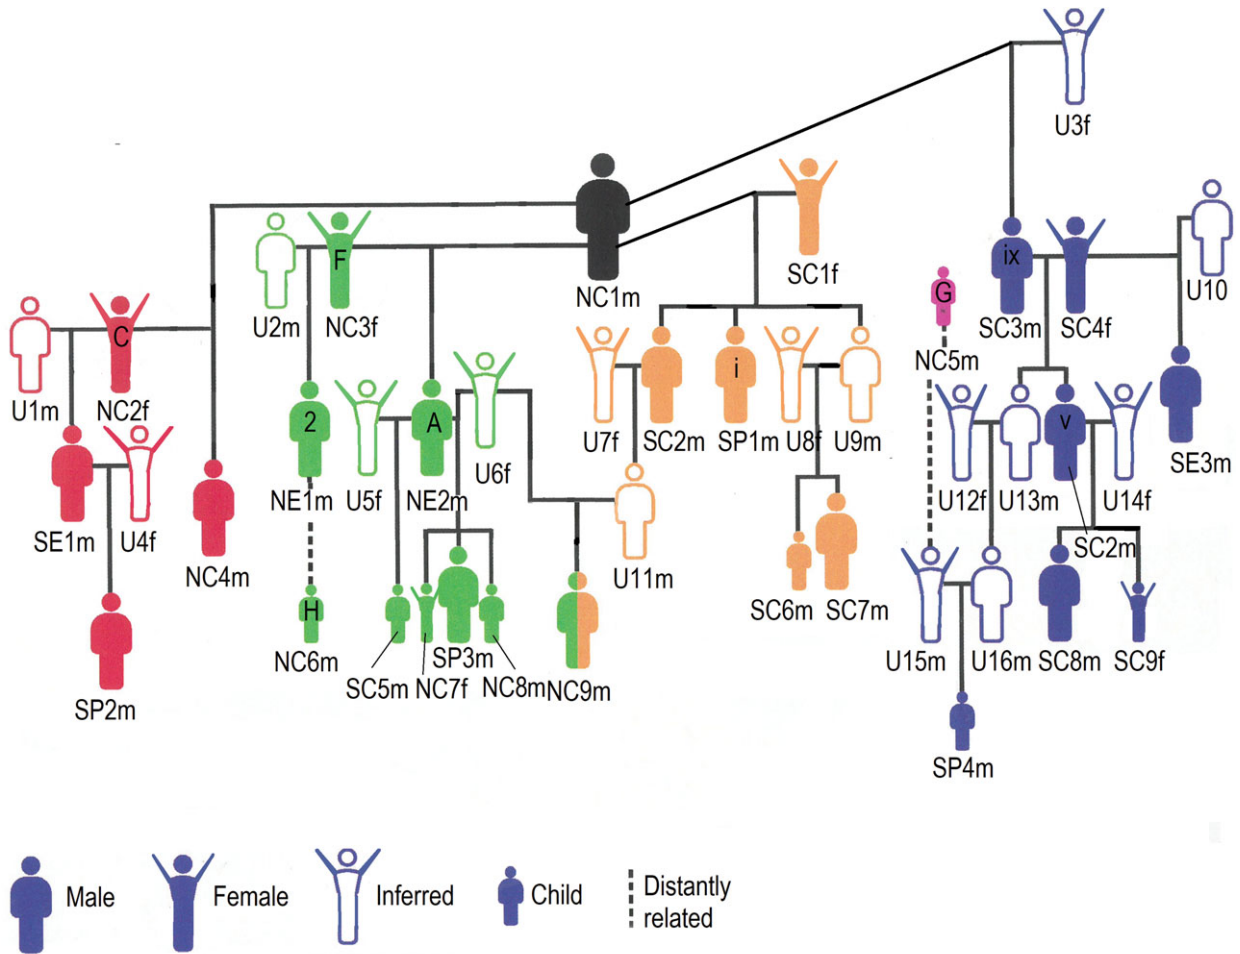 U3f
NC1m
SC1f
U2m
F
NC3f
ix
SC3m
SC4f
U10
G
NC5m
U1m
C
NC2f
2
NE1m
U5f
A
NE2m
U6f
U7f
SC2m
i
SP1m
U8f
U9m
U12f
U13m
v
SC2m
U14f
SE3m
SE1m
U4f
NC4m
U11m
SC6m
SC7m
H
NC6m
SC5m
NC7f
SP3m
NC8m
NC9m
U15m
U16m
SC8m
SC9f
SP2m
SP4m
Male
Female
Inferred
Child
Distantly
related